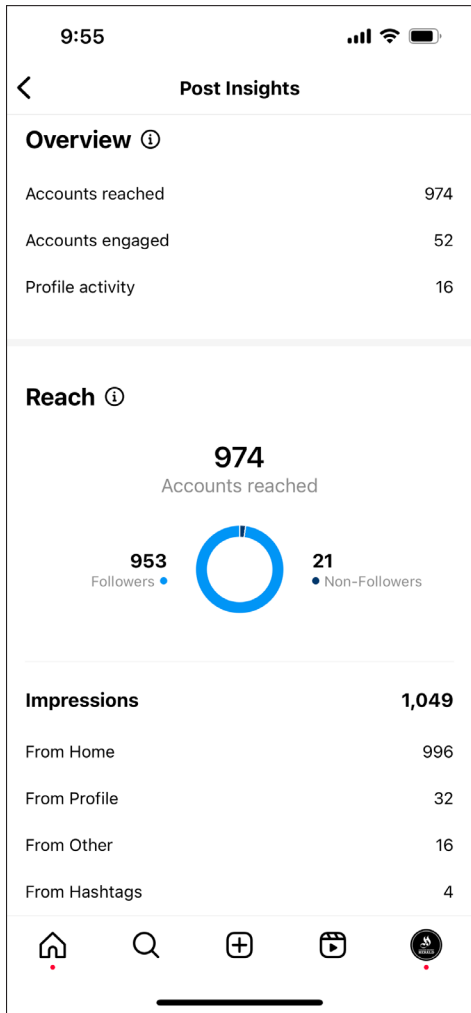 9:55
Post Insights
Overview
Accounts reached 974
Accounts engaged 52
Profile activity 16
Reach
974
Accounts reached
953 21
Followers Non-Followers
Impressions 1,049
From Home 996
From Profile 32
From Other 16
From Hashtags 4
HERALD